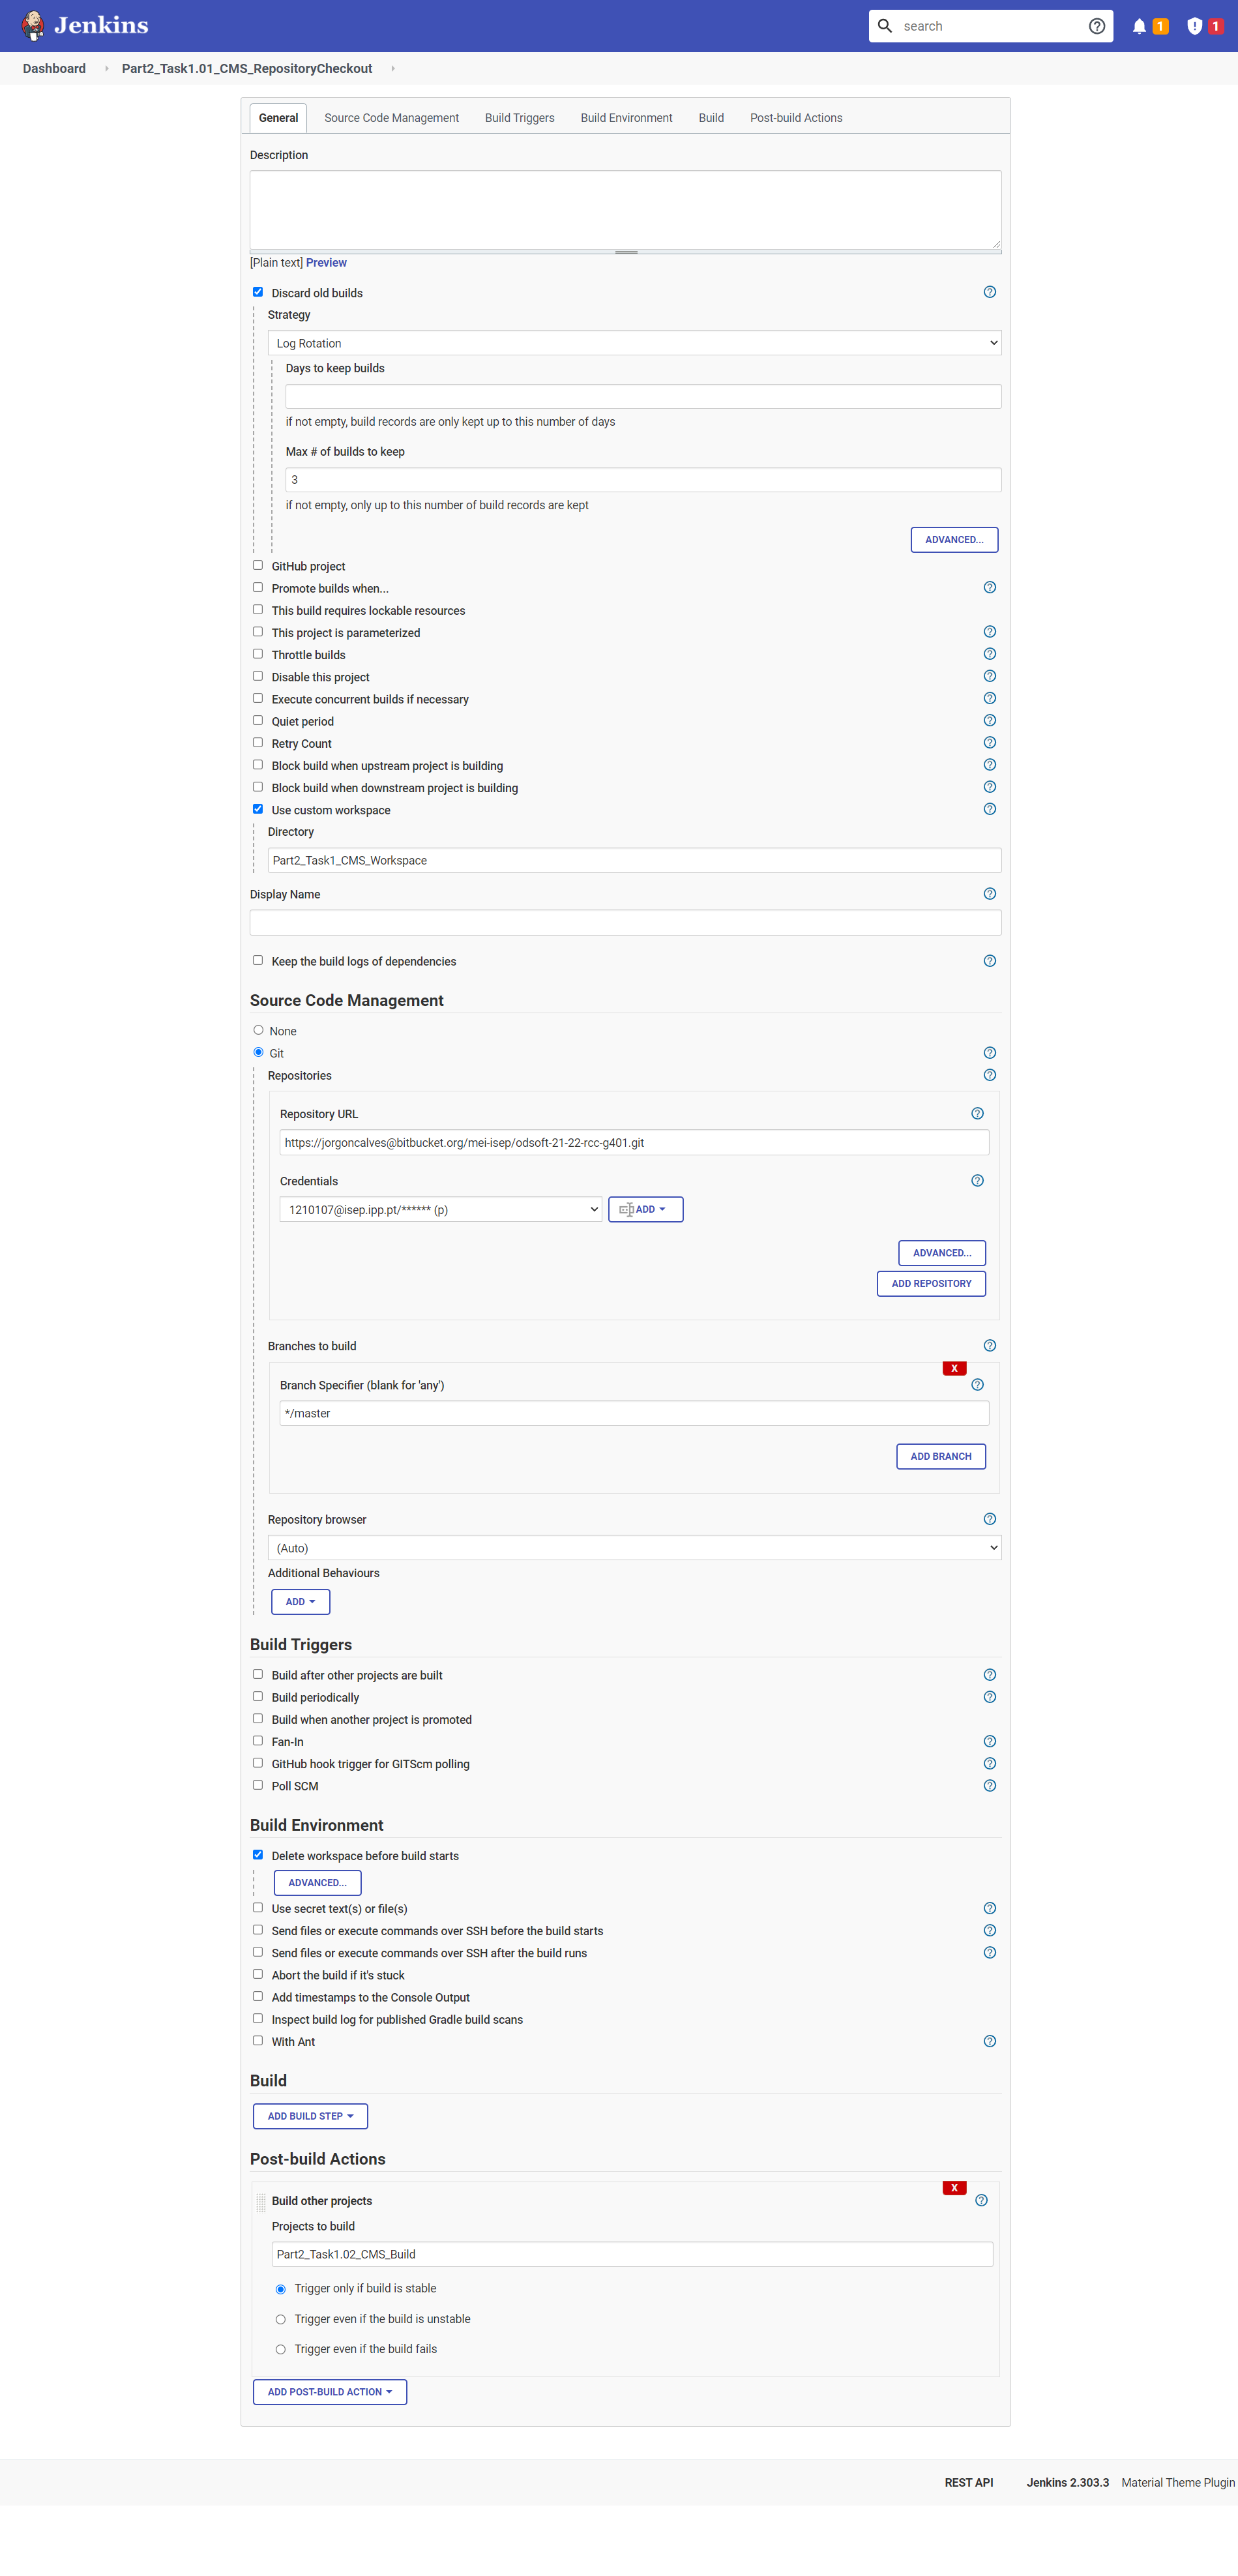 Jenkins
search
1
1
Dashboard
Part2_Task1.01_CMS_RepositoryCheckout
General
Source Code Management
Build Triggers
Build Environment
Build
Post-build Actions
Description
[Plain text] Preview
Discard old builds
Strategy
Log Rotation
Days to keep builds
if not empty, build records are only kept up to this number of days
Max # of builds to keep
3
if not empty, only up to this number of build records are kept
ADVANCED...
GitHub project
Promote builds when...
This build requires lockable resources
This project is parameterized
Throttle builds
Disable this project
Execute concurrent builds if necessary
Quiet period
Retry Count
Block build when upstream project is building
Block build when downstream project is building
Use custom workspace
Directory
Part2_Task1_CMS_Workspace
Display Name
Keep the build logs of dependencies
Source Code Management
None
Git
Repositories
Repository URL
https://jorgoncalves@bitbucket.org/mei-isep/odsoft-21-22-rcc-g401.git
Credentials
1210107@isep.ipp.pt/****** (p)
ADD
ADVANCED...
ADD REPOSITORY
Branches to build
X
Branch Specifier (blank for 'any')
*/master
ADD BRANCH
Repository browser
(Auto)
Additional Behaviours
ADD
Build Triggers
Build after other projects are built
Build periodically
Build when another project is promoted
Fan-In
GitHub hook trigger for GITScm polling
Poll SCM
Build Environment
Delete workspace before build starts
ADVANCED...
Use secret text(s) or file(s)
Send files or execute commands over SSH before the build starts
Send files or execute commands over SSH after the build runs
Abort the build if it's stuck
Add timestamps to the Console Output
Inspect build log for published Gradle build scans
With Ant
Build
ADD BUILD STEP
Post-build Actions
X
Build other projects
Projects to build
Part2_Task1.02_CMS_Build
Trigger only if build is stable
Trigger even if the build is unstable
Trigger even if the build fails
ADD POST-BUILD ACTION
REST API
Jenkins 2.303.3
Material Theme Plugin